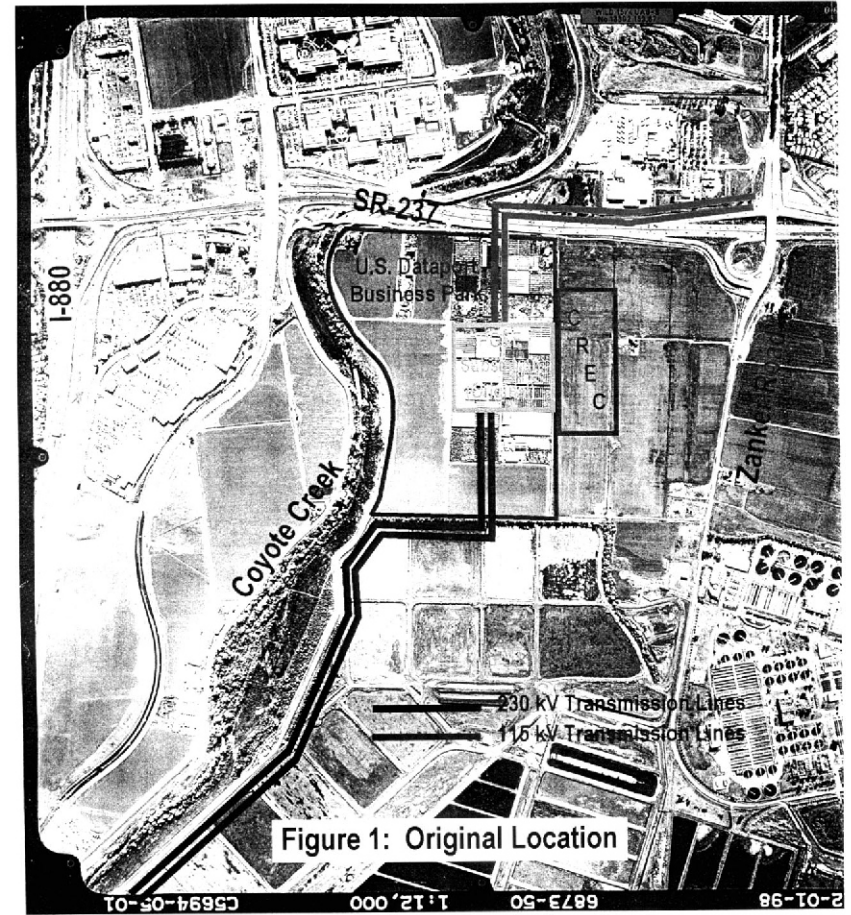 SR-237
I-880
U.S. Dataport
Business Park
C
R
E
C
Zanker Road
Coyote Creek
230 kV Transmission Lines
115 kV Transmission Lines
Figure 1: Original Location
C5694-05-01
1:12,000
6873-50
2-01-98